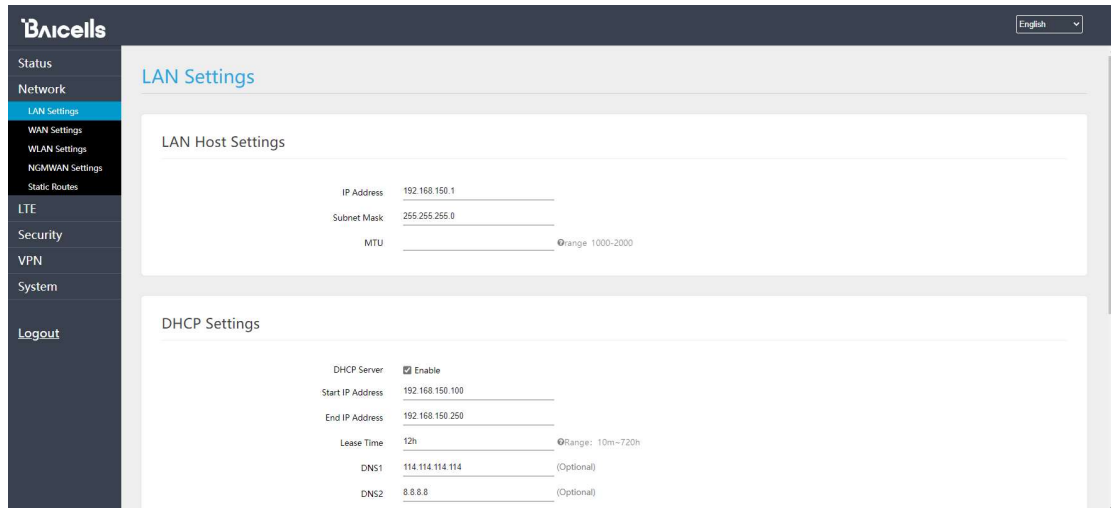 Baicells
English
Status
Network
LAN Settings
WAN Settings
WLAN Settings
NGMWAN Settings
Static Routes
LTE
Security
VPN
System
Logout
LAN Settings
LAN Host Settings
IP Address 192.168.150.1
Subnet Mask 255.255.255.0
MTU range 1000-2000
DHCP Settings
DHCP Server Enable
Start IP Address 192.168.150.100
End IP Address 192.168.150.250
Lease Time 12h Range: 10m~720h
DNS1 114.114.114.114 (Optional)
DNS2 8.8.8.8 (Optional)